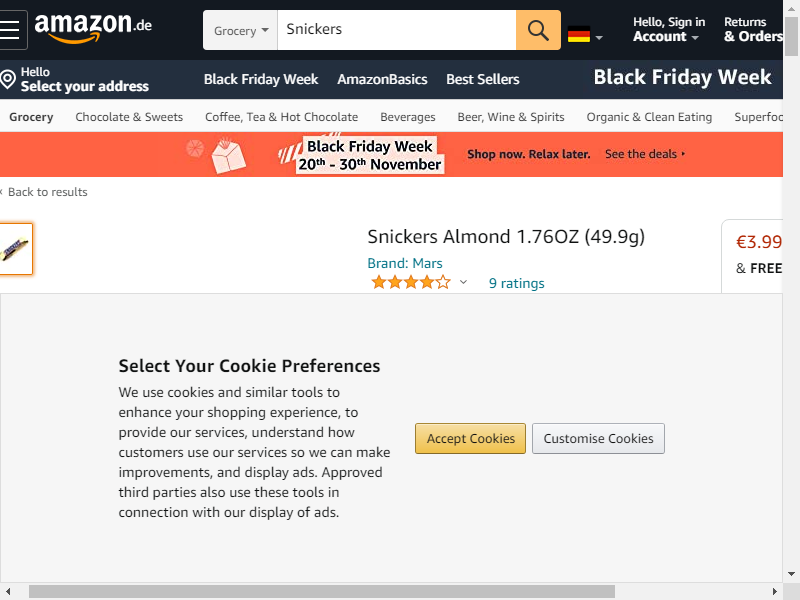 amazon.de
Grocery
Snickers
Hello, Sign in
Account
Returns
& Orders
Hello
Select your address
Black Friday Week
AmazonBasics
Best Sellers
Black Friday Week
Grocery
Chocolate & Sweets
Coffee, Tea & Hot Chocolate
Beverages
Beer, Wine & Spirits
Organic & Clean Eating
Superfoo
Black Friday Week
20th - 30th November
Shop now. Relax later.
See the deals
‹ Back to results
Snickers Almond 1.76OZ (49.9g)
Brand: Mars
9 ratings
€3.99
& FREE
Select Your Cookie Preferences
We use cookies and similar tools to
enhance your shopping experience, to
provide our services, understand how
customers use our services so we can make
improvements, and display ads. Approved
third parties also use these tools in
connection with our display of ads.
Accept Cookies
Customise Cookies